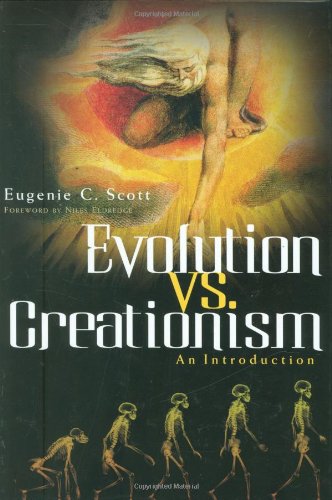 Eugenie C. Scott
Foreword by Niles Eldredge
Evolution
vs.
Creationism
An Introduction